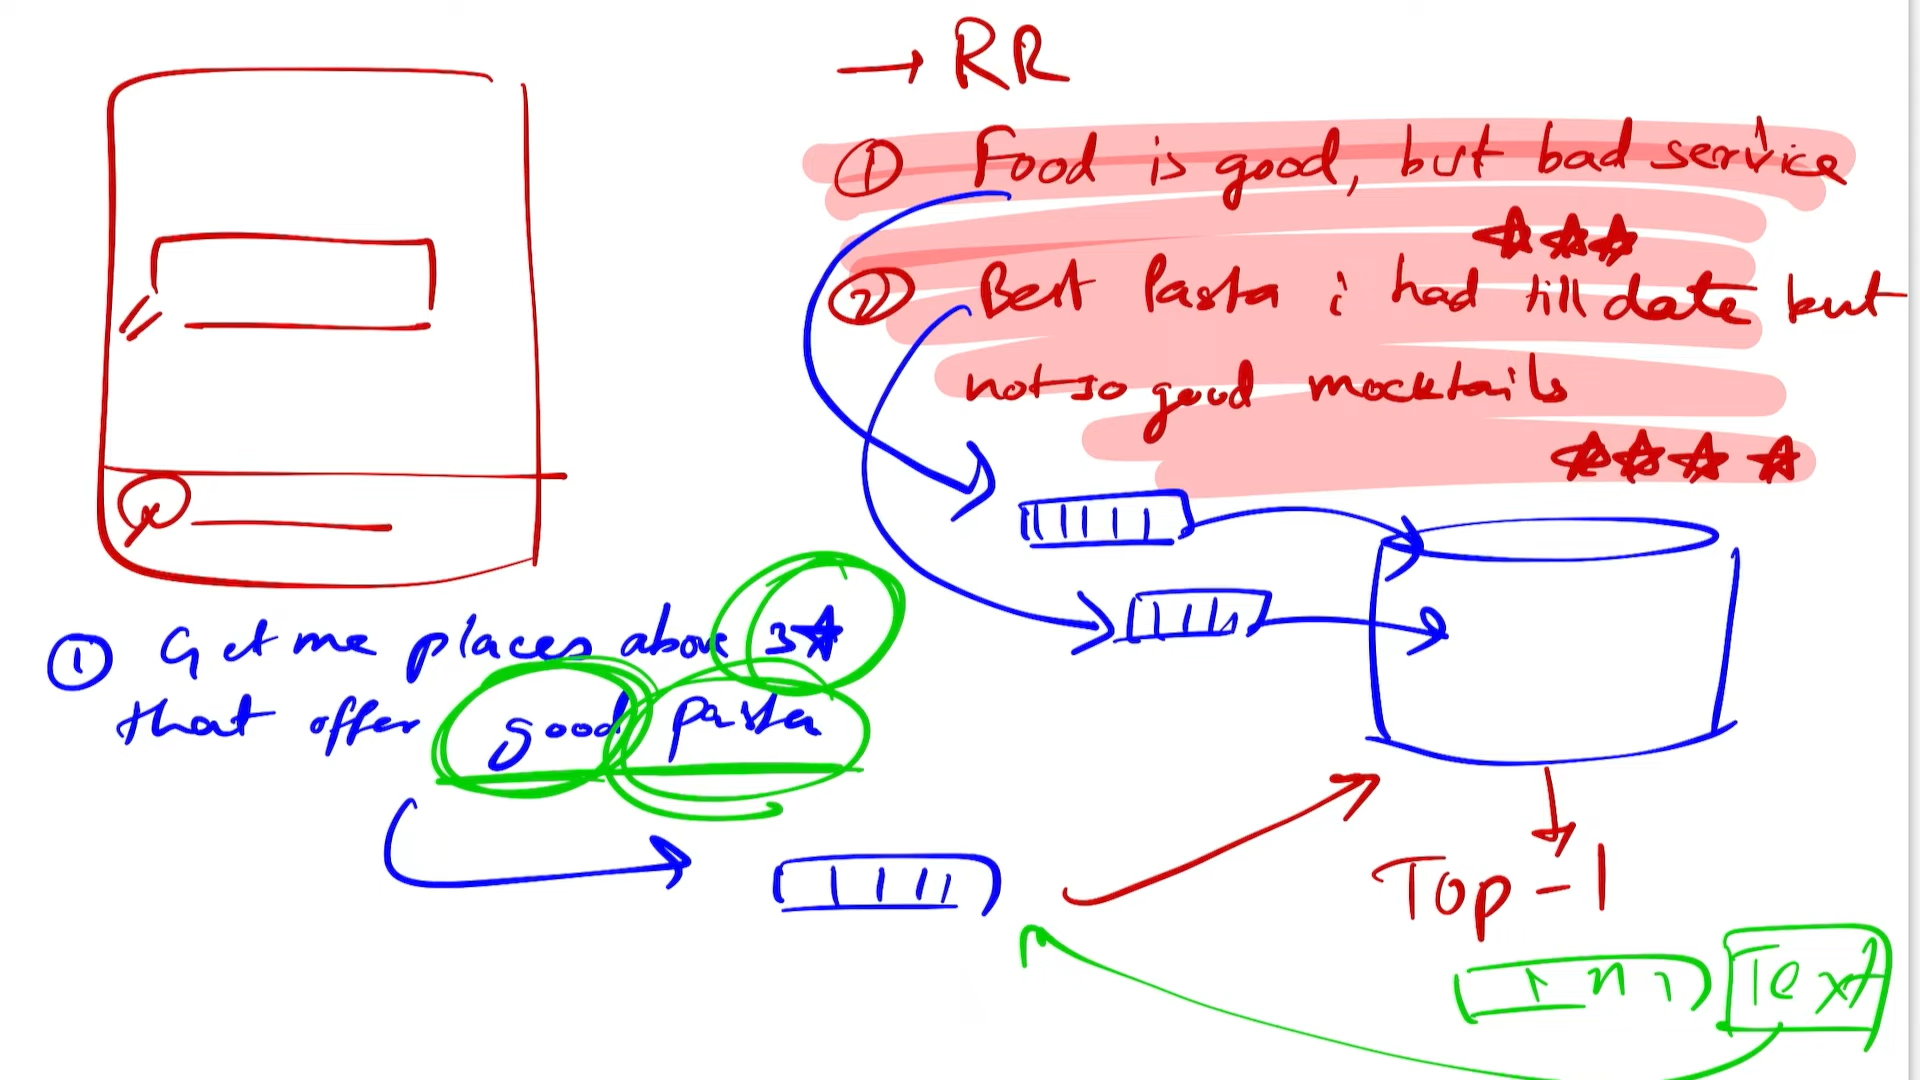 → RR
① Food is good, but bad service
★★★
② Best Pasta i had till date but
not so good mocktails
★★★★
① Get me places above 3★
that offer good pasta
Top-1
Text